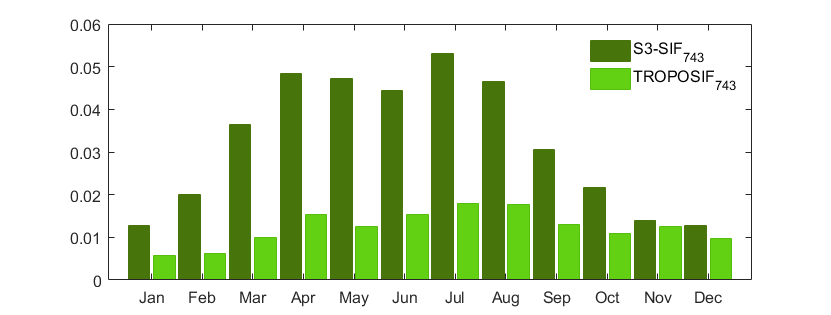 0.06
0.05
0.04
0.03
0.02
0.01
0
S3-SIF743
TROPOSIF743
Jan Feb Mar Apr May Jun Jul Aug Sep Oct Nov Dec